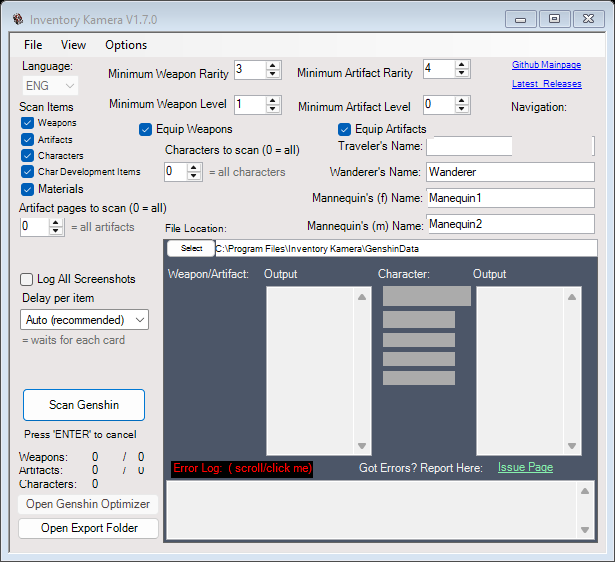 Inventory Kamera V1.7.0
File View Options
Language:
ENG
Minimum Weapon Rarity 3
Minimum Artifact Rarity 4
Github Mainpage
Latest Releases
Minimum Weapon Level 1
Minimum Artifact Level 0
Navigation:
Scan Items
Weapons
Artifacts
Characters
Char Development Items
Materials
Equip Weapons
Equip Artifacts
Characters to scan (0 = all)
0 = all characters
Traveler's Name:
Wanderer's Name: Wanderer
Mannequin's (f) Name: Manequin1
Mannequin's (m) Name: Manequin2
Artifact pages to scan (0 = all)
0 = all artifacts
File Location:
Select C:\Program Files\Inventory Kamera\GenshinData
Log All Screenshots
Delay per item
Auto (recommended)
= waits for each card
Weapon/Artifact: Output Character: Output
Scan Genshin
Press 'ENTER' to cancel
Weapons: 0 / 0
Artifacts: 0 / 0
Characters: 0
Open Genshin Optimizer
Open Export Folder
Error Log: ( scroll/click me)
Got Errors? Report Here: Issue Page